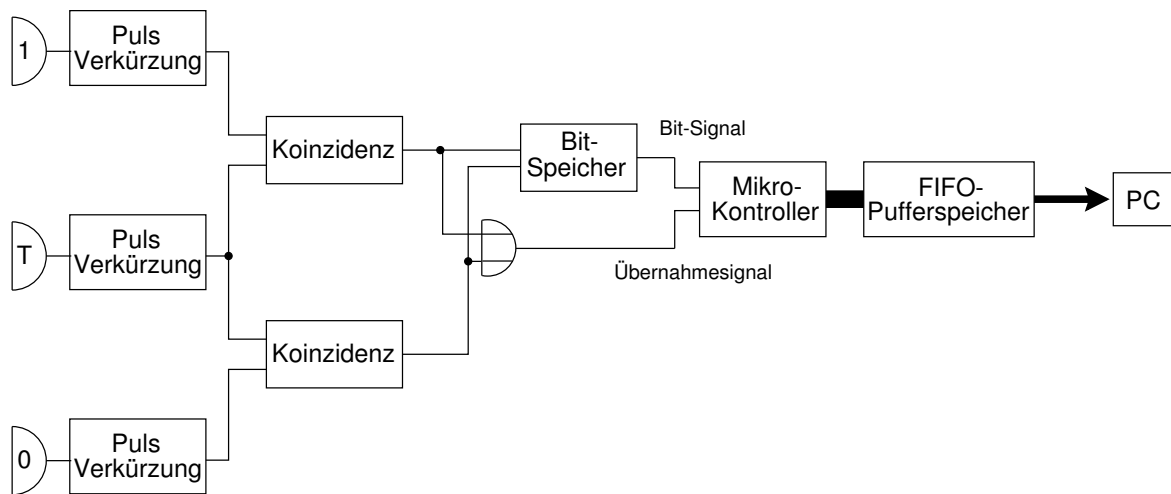 1
Puls
Verkürzung
Koinzidenz
Bit-
Speicher
Bit-Signal
Mikro-
Kontroller
FIFO-
Pufferspeicher
PC
T
Puls
Verkürzung
Übernahmesignal
Koinzidenz
0
Puls
Verkürzung